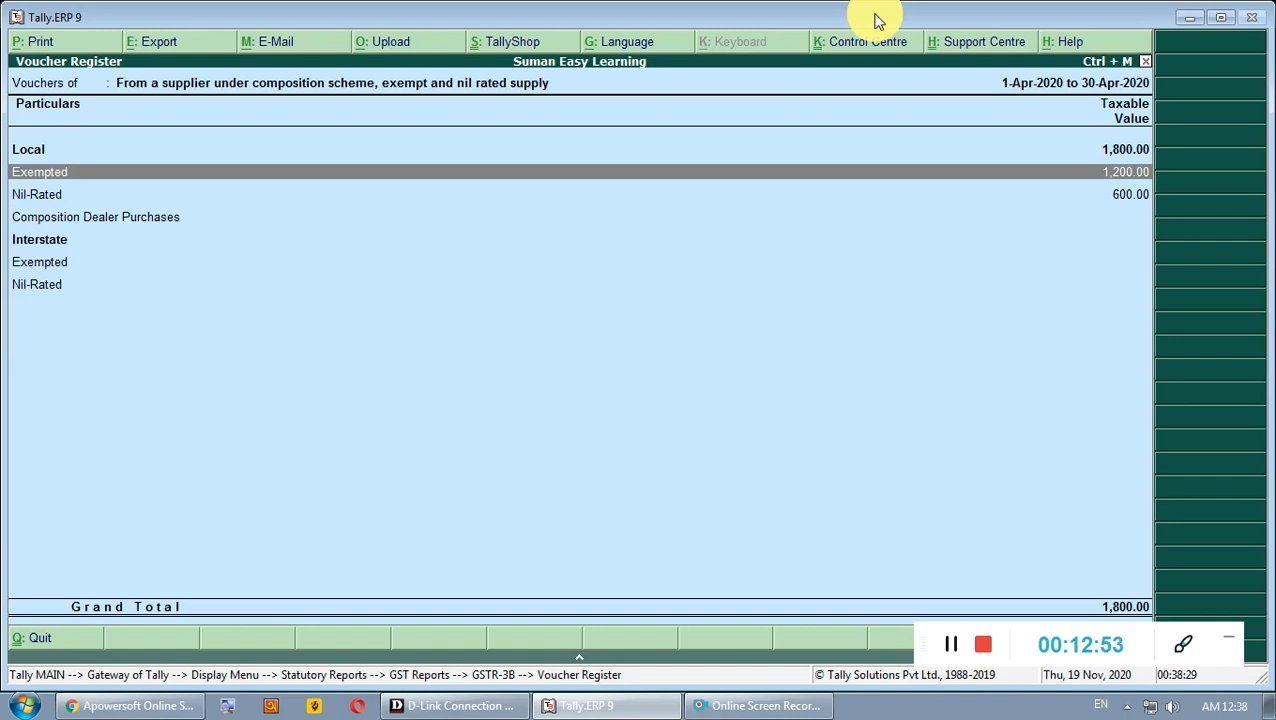 Tally.ERP 9
P: Print E: Export M: E-Mail O: Upload S: TallyShop G: Language K: Keyboard K: Control Centre H: Support Centre H: Help
Voucher Register Suman Easy Learning Ctrl + M
Vouchers of : From a supplier under composition scheme, exempt and nil rated supply 1-Apr-2020 to 30-Apr-2020
Particulars Taxable
Value
Local 1,800.00
Exempted 1,200.00
Nil-Rated 600.00
Composition Dealer Purchases
Interstate
Exempted
Nil-Rated
Grand Total 1,800.00
Q: Quit
00:12:53
Tally MAIN --> Gateway of Tally --> Display Menu --> Statutory Reports --> GST Reports --> GSTR-3B --> Voucher Register © Tally Solutions Pvt Ltd., 1988-2019 Thu, 19 Nov, 2020 00:38:29
Apowersoft Online S... D-Link Connection ... Tally.ERP 9 Online Screen Recor... EN AM 12:38